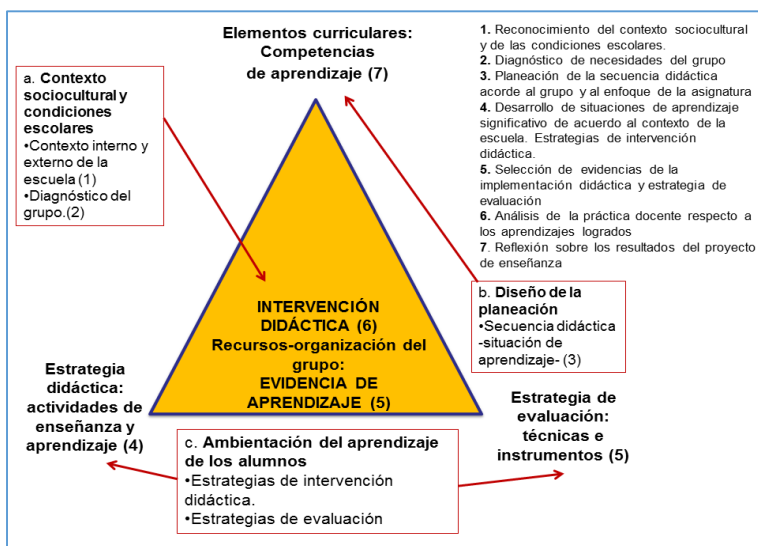 Elementos curriculares:
Competencias
de aprendizaje (7)
a. Contexto
sociocultural y
condiciones
escolares
•Contexto interno y
externo de la
escuela (1)
•Diagnóstico del
grupo.(2)
1. Reconocimiento del contexto sociocultural
y de las condiciones escolares.
2. Diagnóstico de necesidades del grupo
3. Planeación de la secuencia didáctica
acorde al grupo y al enfoque de la asignatura
4. Desarrollo de situaciones de aprendizaje
significativo de acuerdo al contexto de la
escuela. Estrategias de intervención
didáctica.
5. Selección de evidencias de la
implementación didáctica y estrategia de
evaluación
6. Análisis de la práctica docente respecto a
los aprendizajes logrados
7. Reflexión sobre los resultados del proyecto
de enseñanza
INTERVENCIÓN
DIDÁCTICA (6)
Recursos-organización del
grupo:
EVIDENCIA DE
APRENDIZAJE (5)
b. Diseño de la
planeación
•Secuencia didáctica
-situación de
aprendizaje- (3)
Estrategia
didáctica:
actividades de
enseñanza y
aprendizaje (4)
Estrategia de
evaluación:
técnicas e
instrumentos (5)
c. Ambientación del aprendizaje
de los alumnos
•Estrategias de intervención
didáctica.
•Estrategias de evaluación